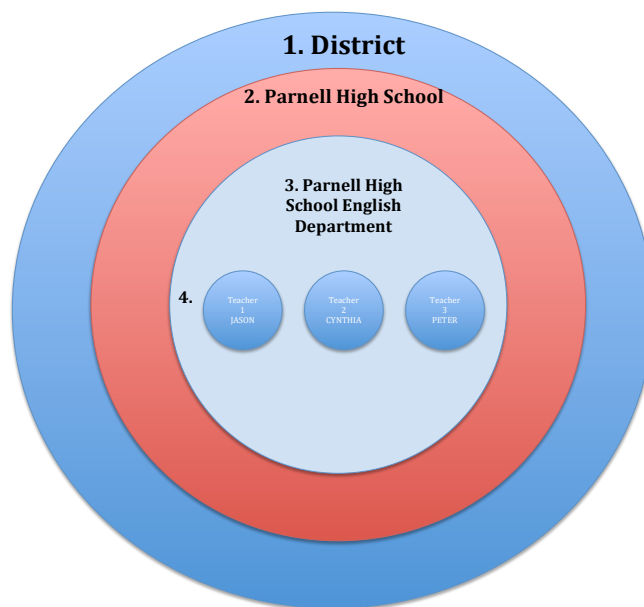 1. District
2. Parnell High School
3. Parnell High
School English
Department
4.
Teacher
1
JASON
Teacher
2
CYNTHIA
Teacher
3
PETER